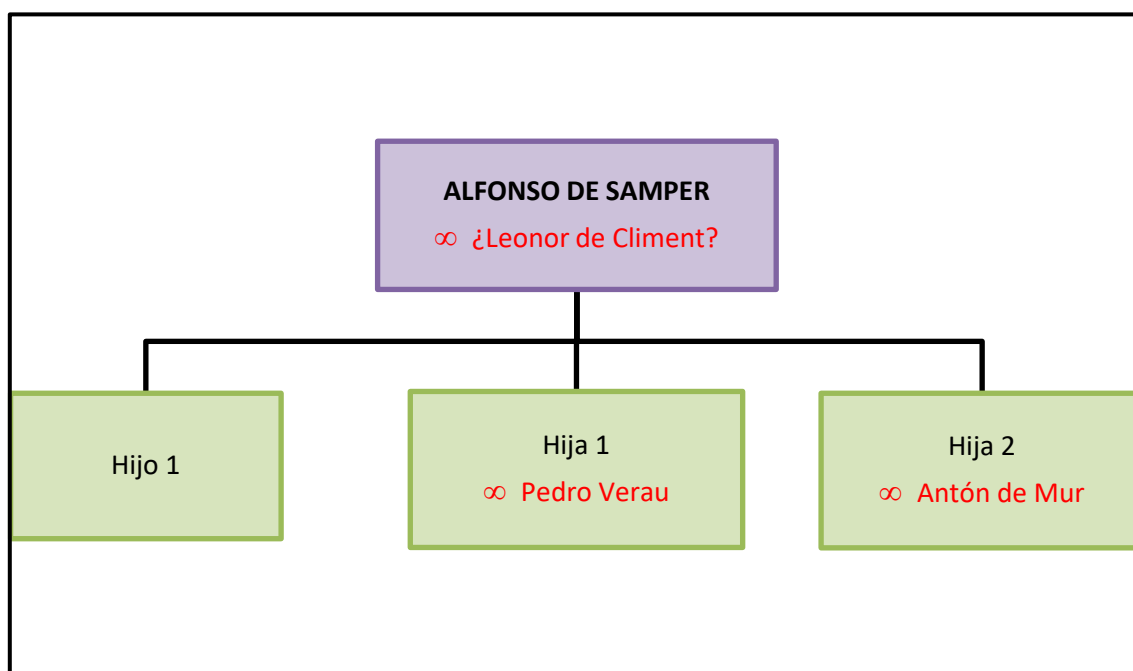 ALFONSO DE SAMPER
∞ ¿Leonor de Climent?
Hijo 1
Hija 1
∞ Pedro Verau
Hija 2
∞ Antón de Mur